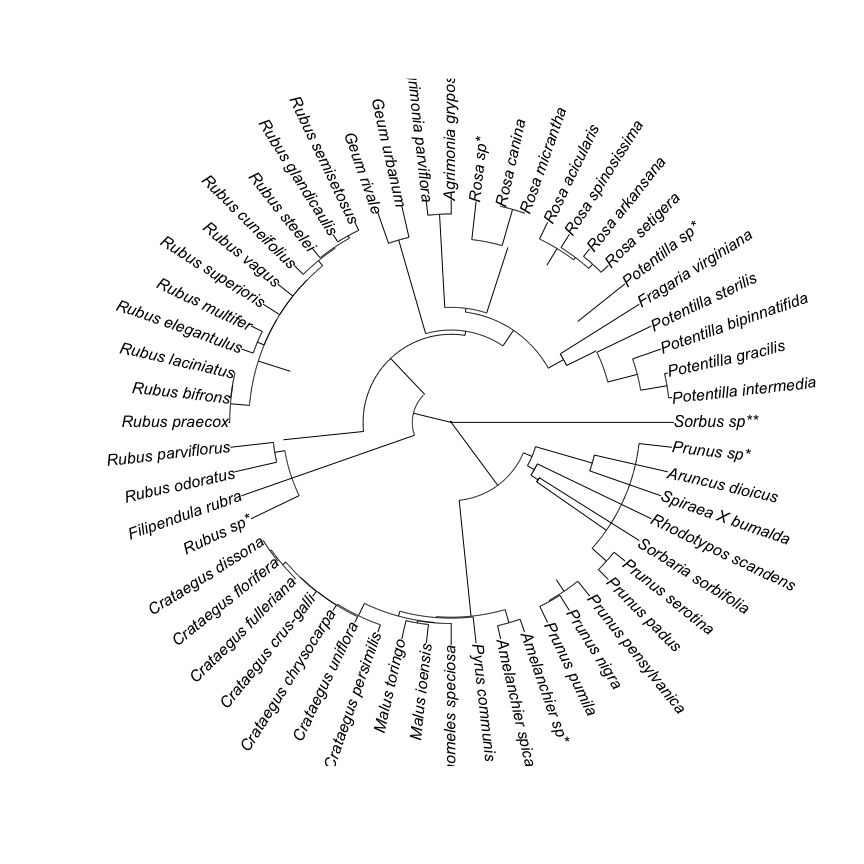 Rubus semisetosus
Rubus glandicaulis
Rubus steelei
Rubus cuneifolius
Rubus vagus
Rubus superioris
Rubus multifer
Rubus elegantulus
Rubus laciniatus
Rubus bifrons
Rubus praecox
Rubus parviflorus
Rubus odoratus
Filipendula rubra
Rubus sp*
Crataegus dissona
Crataegus florifera
Crataegus fulleriana
Crataegus crus-galli
Crataegus chrysocarpa
Crataegus uniflora
Crataegus persimilis
Malus toringo
Malus ioensis
omeles speciosa
Pyrus communis
Amelanchier spica
Amelanchier sp*
Prunus pumila
Prunus nigra
Prunus pensylvanica
Prunus padus
Prunus serotina
Sorbaria sorbifolia
Rhodotypos scandens
Spiraea X bumalda
Aruncus dioicus
Prunus sp*
Sorbus sp**
Potentilla intermedia
Potentilla gracilis
Potentilla bipinnatifida
Potentilla sterilis
Fragaria virginiana
Potentilla sp*
Rosa setigera
Rosa arkansana
Rosa spinosissima
Rosa acicularis
Rosa micrantha
Rosa canina
Rosa sp*
Agrimonia grypos
rimonia parviflora
Geum urbanum
Geum rivale